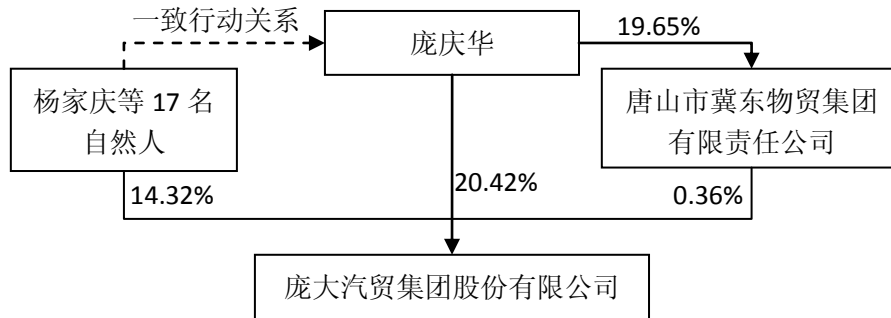 一致行动关系
庞庆华
19.65%
杨家庆等 17 名
自然人
唐山市冀东物贸集团
有限责任公司
14.32%
20.42%
0.36%
庞大汽贸集团股份有限公司